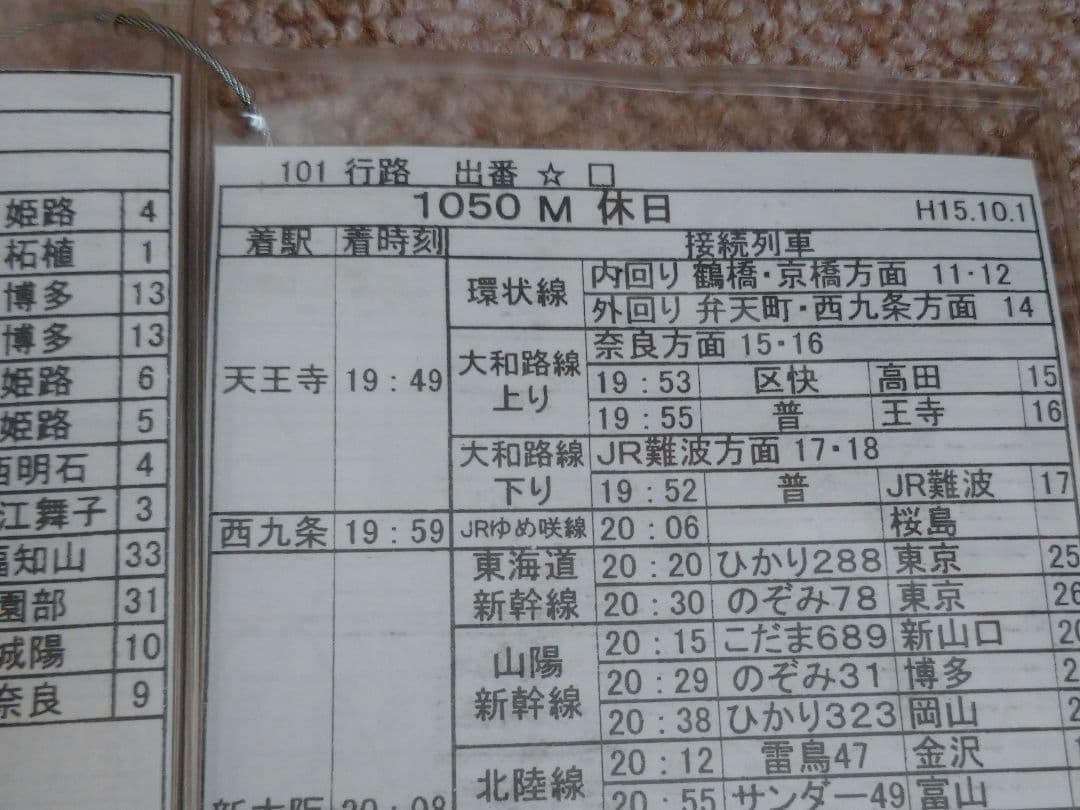 姫路 4
柘植 1
博多 13
博多 13
姫路 6
姫路 5
西明石 4
江舞子 3
福知山 33
園部 31
城陽 10
奈良 9
101 行路 出番 ☆ □
1050 M 休日 H15.10.1
着駅 着時刻 接続列車
天王寺 19:49
環状線 内回り 鶴橋・京橋方面 11・12
外回り 弁天町・西九条方面 14
大和路線 上り 奈良方面 15・16
19:53 区快 高田 15
19:55 普 王寺 16
大和路線 下り JR難波方面 17・18
19:52 普 JR難波 17
西九条 19:59 JRゆめ咲線 20:06 桜島
新大阪 20:08
東海道新幹線 20:20 ひかり288 東京 25
20:30 のぞみ78 東京 26
山陽新幹線 20:15 こだま689 新山口
20:29 のぞみ31 博多
20:38 ひかり323 岡山
北陸線 20:12 雷鳥47 金沢
20:55 サンダー49 富山